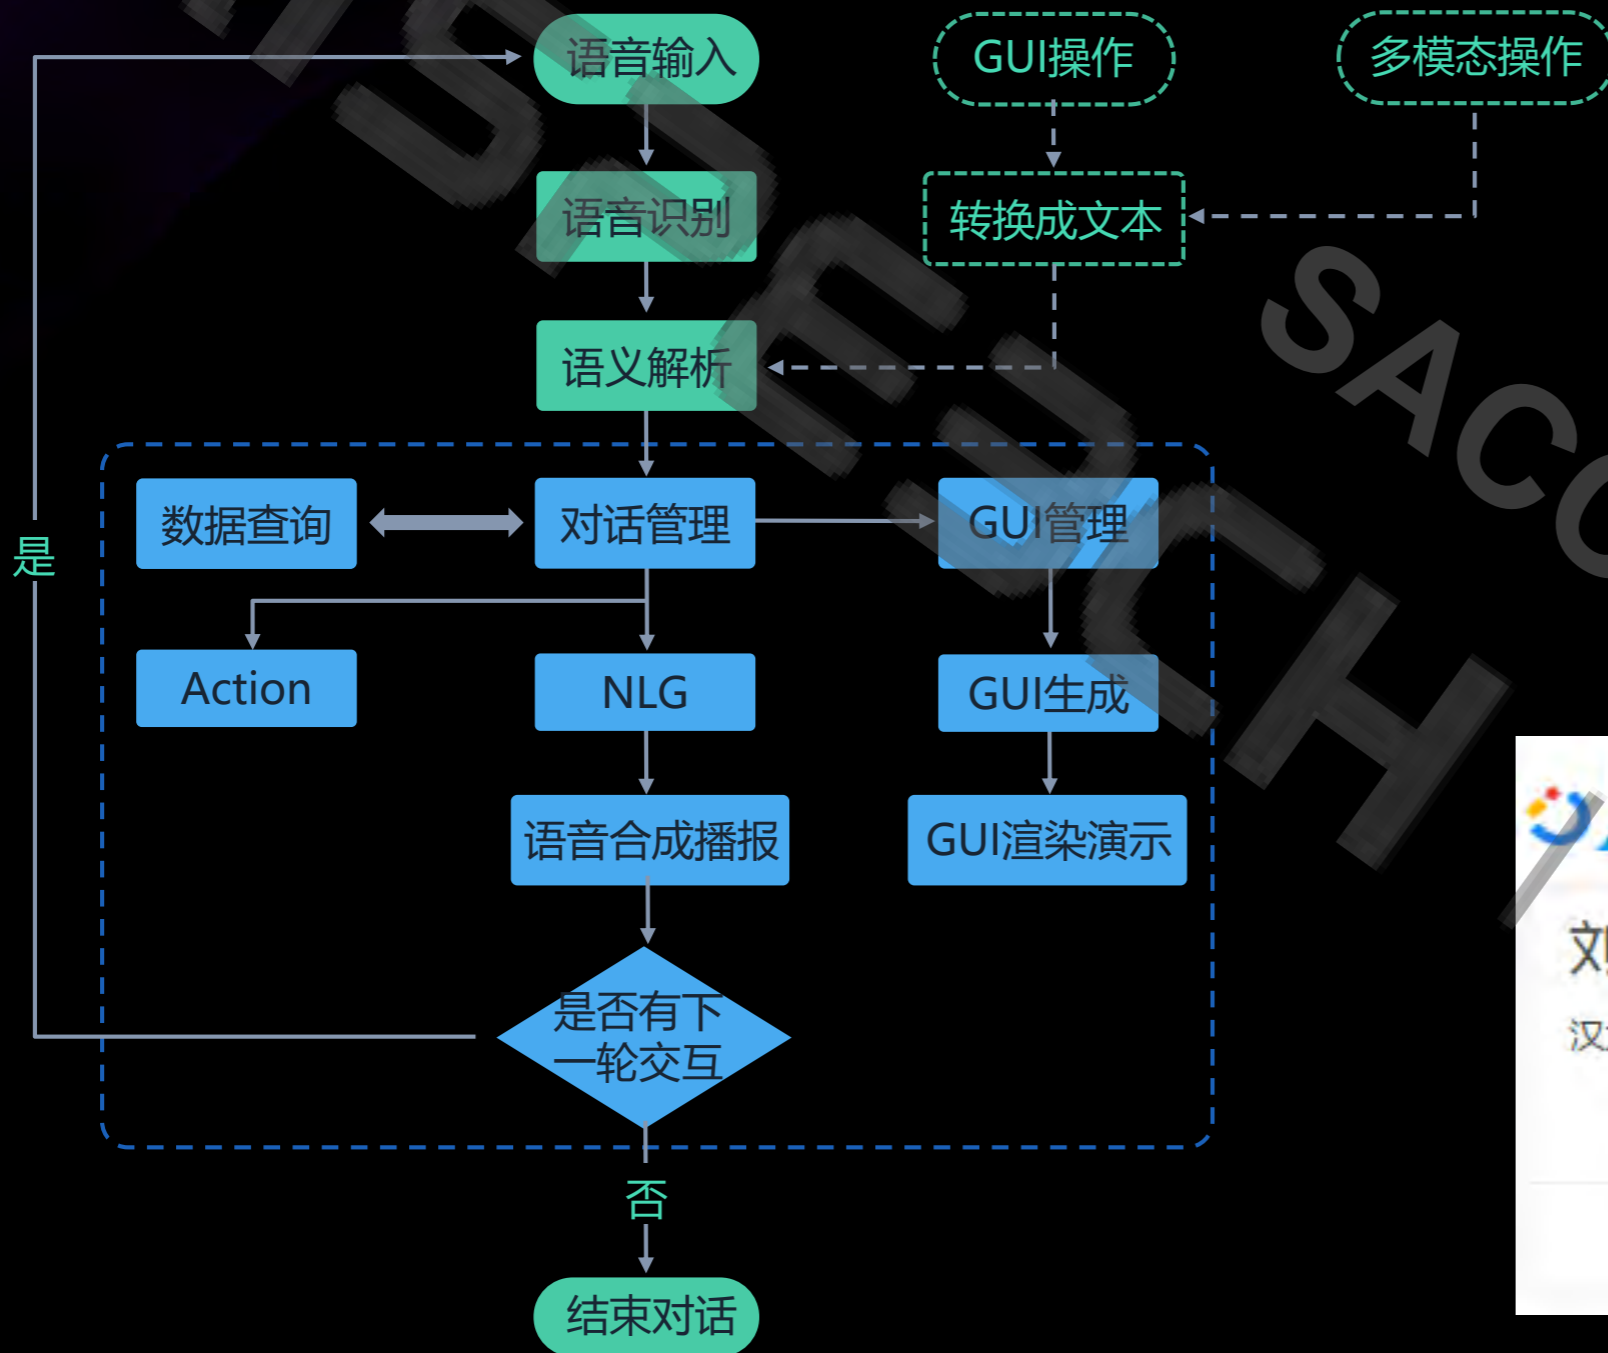 语音输入
GUI操作
多模态操作
语音识别
转换成文本
语义解析
数据查询
对话管理
GUI管理
是
Action
NLG
GUI生成
语音合成播报
GUI渲染演示
是否有下
一轮交互
否
结束对话
SACC
刘
汉